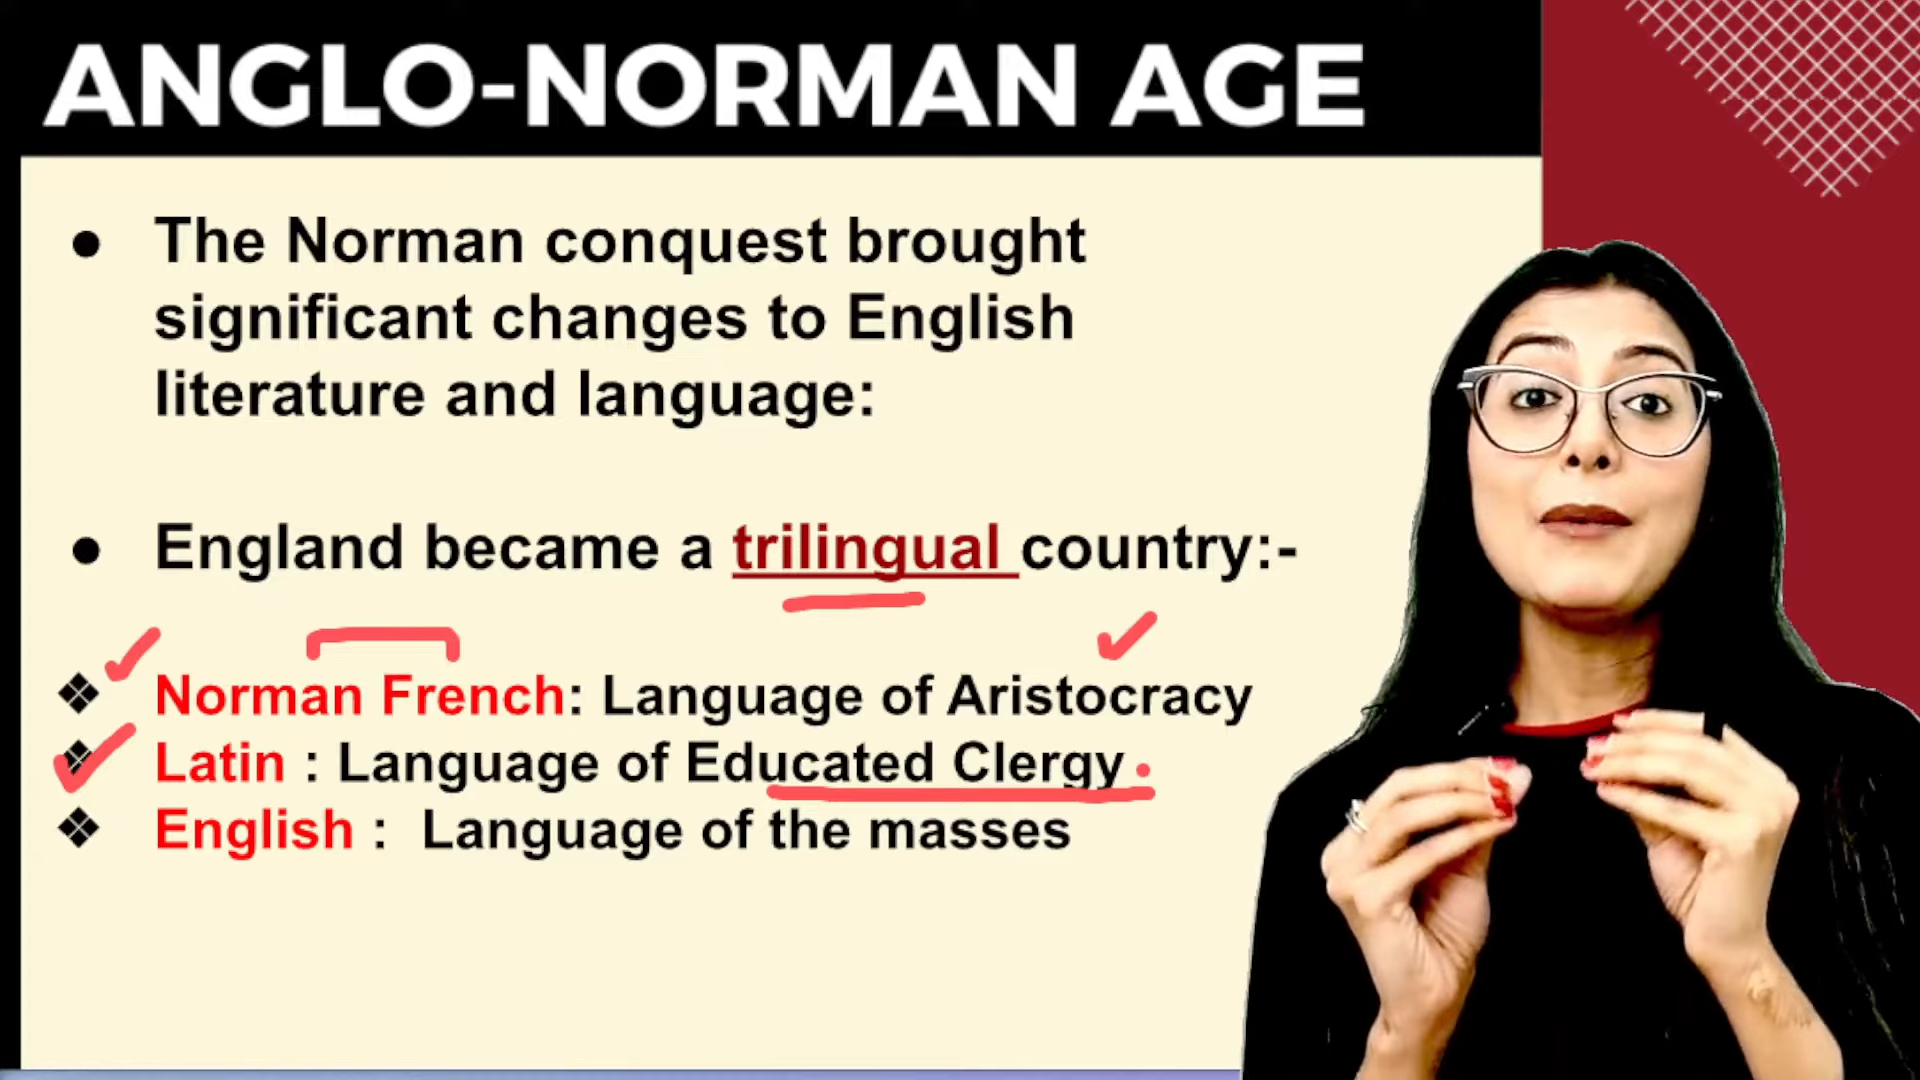 ANGLO-NORMAN AGE
● The Norman conquest brought
significant changes to English
literature and language:
● England became a trilingual country:-
❖ Norman French: Language of Aristocracy
❖ Latin : Language of Educated Clergy
❖ English : Language of the masses